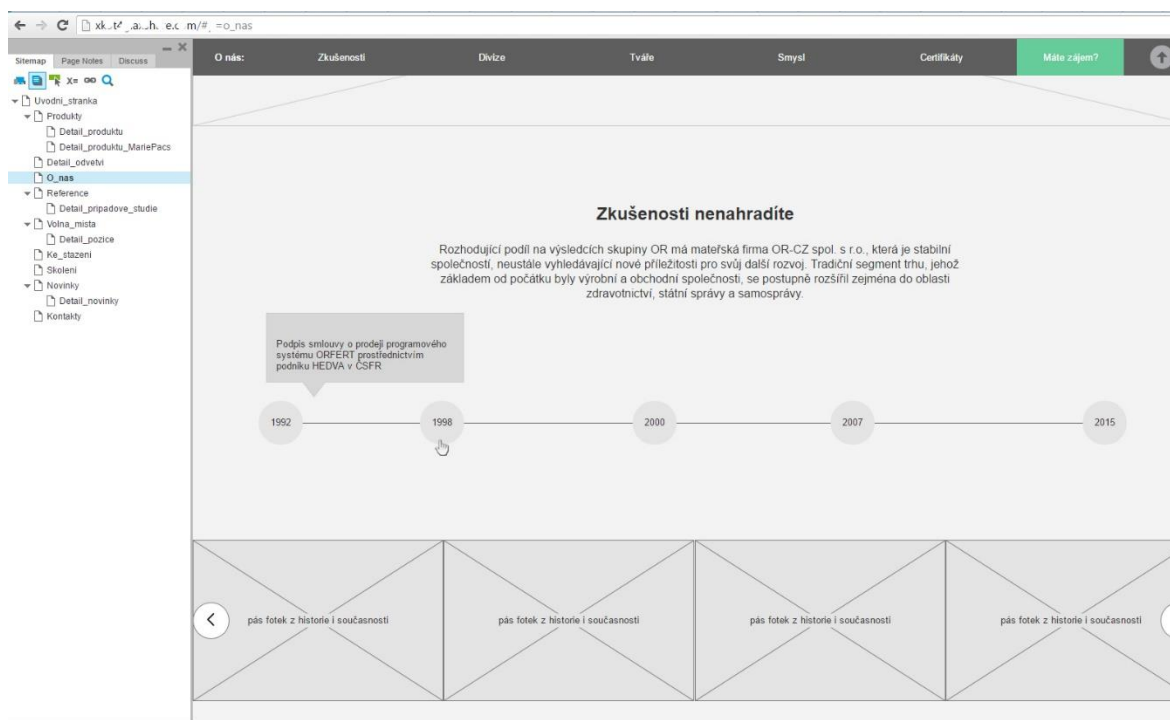 =o_nas
Sitemap Page Notes Discuss
O nás: Zkušenosti Divize Tváře Smysl Certifikáty Máte zájem?
X=
Uvodni_stranka
Produkty
Detail_produktu
Detail_produktu_MariePacs
Detail_odvetvi
O_nas
Reference
Detail_pripadove_studie
Volna_mista
Detail_pozice
Ke_stazeni
Skoleni
Novinky
Detail_novinky
Kontakty
Zkušenosti nenahradíte
Rozhodující podíl na výsledcích skupiny OR má mateřská firma OR-CZ spol. s r.o., která je stabilní
společností, neustále vyhledávající nové příležitosti pro svůj další rozvoj. Tradiční segment trhu, jehož
základem od počátku byly výrobní a obchodní společnosti, se postupně rozšířil zejména do oblasti
zdravotnictví, státní správy a samosprávy.
Podpis smlouvy o prodeji programového
systému ORFERT prostřednictvím
podniku HEDVA v ČSFR
1992 1998 2000 2007 2015
pás fotek z historie i současnosti pás fotek z historie i současnosti pás fotek z historie i současnosti pás fotek z historie i současnosti